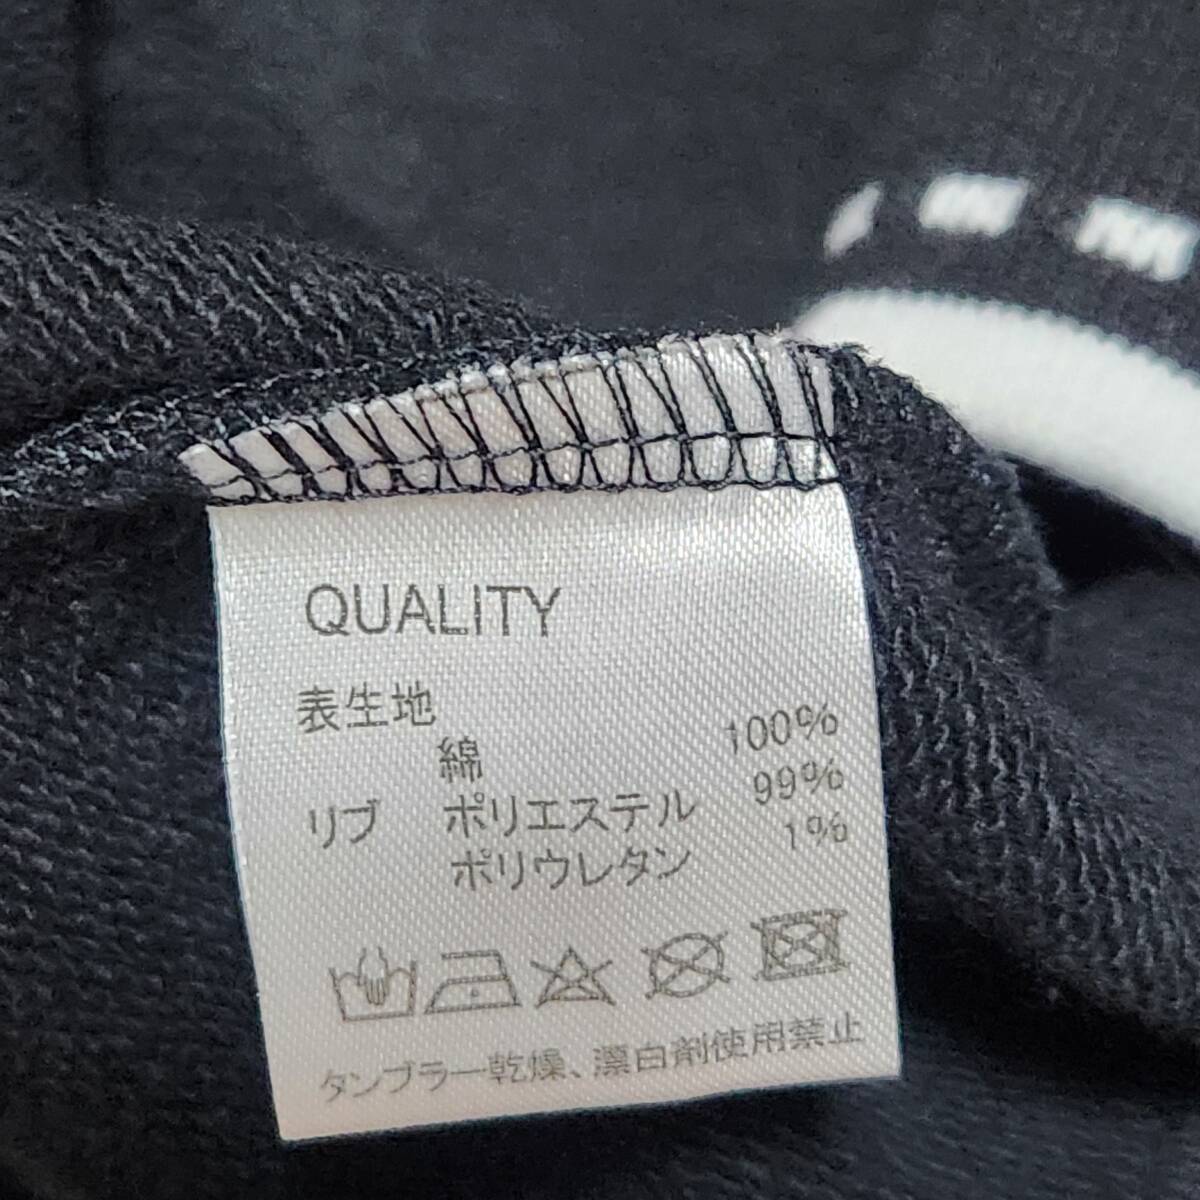 QUALITY
表生地
綿 100%
リブ ポリエステル 99%
ポリウレタン 1%
タンブラー乾燥、漂白剤使用禁止